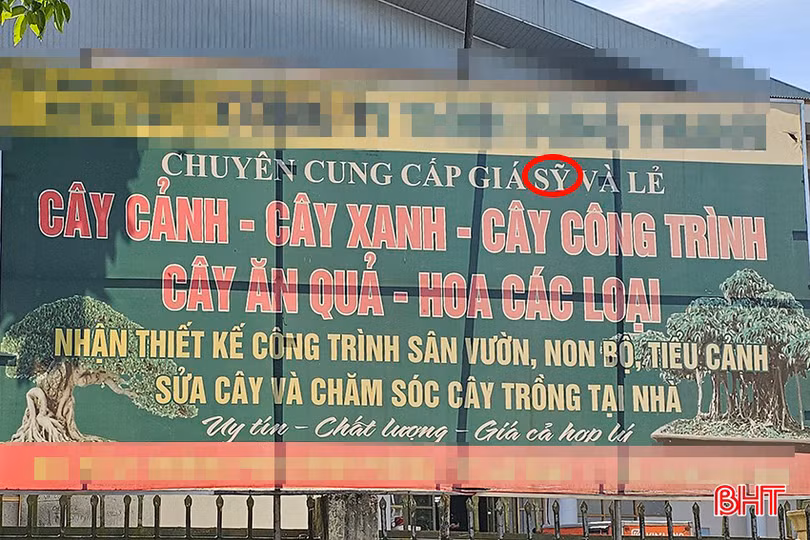 CHUYÊN CUNG CẤP GIÁ SỸ VÀ LẺ
CÂY CẢNH - CÂY XANH - CÂY CÔNG TRÌNH
CÂY ĂN QUẢ - HOA CÁC LOẠI
NHẬN THIẾT KẾ CÔNG TRÌNH SÂN VƯỜN, NON BỘ, TIỂU CẢNH
SỬA CÂY VÀ CHĂM SÓC CÂY TRỒNG TẠI NHÀ
Uy tín - Chất lượng - Giá cả hợp lý
BHT